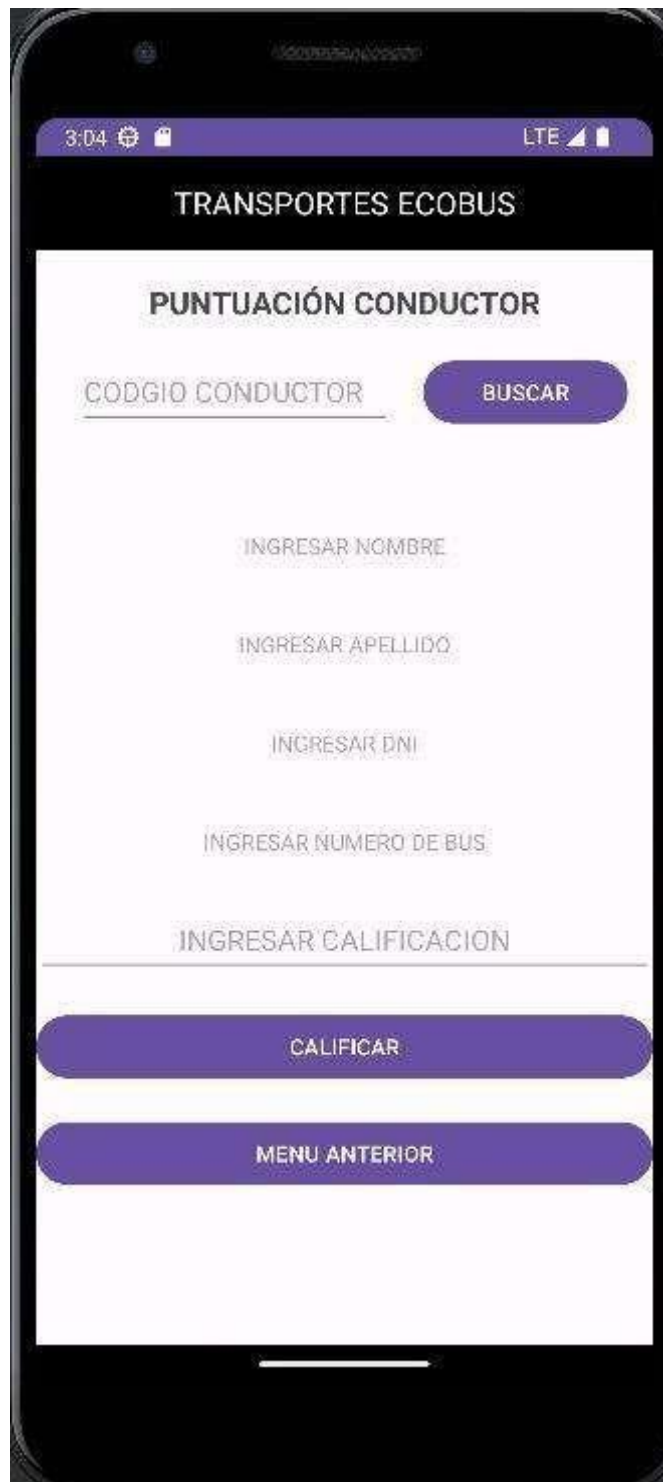 3:04 LTE
TRANSPORTES ECOBUS
PUNTUACIÓN CONDUCTOR
CODGIO CONDUCTOR BUSCAR
INGRESAR NOMBRE
INGRESAR APELLIDO
INGRESAR DNI
INGRESAR NUMERO DE BUS
INGRESAR CALIFICACION
CALIFICAR
MENU ANTERIOR